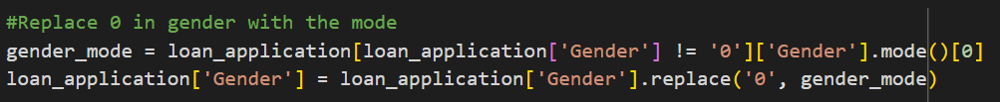 #Replace 0 in gender with the mode
gender_mode = loan_application[loan_application['Gender'] != '0']['Gender'].mode()[0]
loan_application['Gender'] = loan_application['Gender'].replace('0', gender_mode)